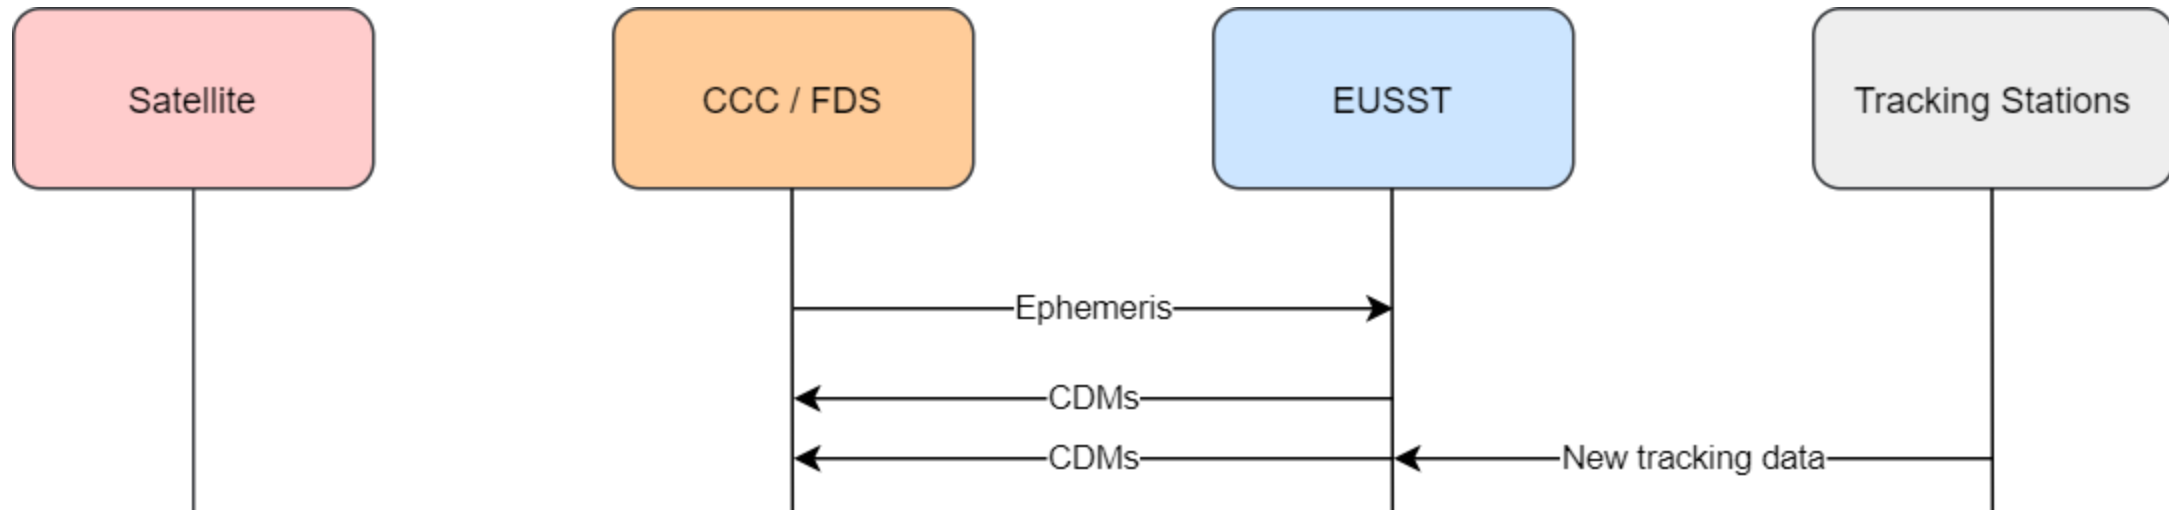 Satellite
CCC / FDS
EUSST
Tracking Stations
Ephemeris
CDMs
CDMs
New tracking data